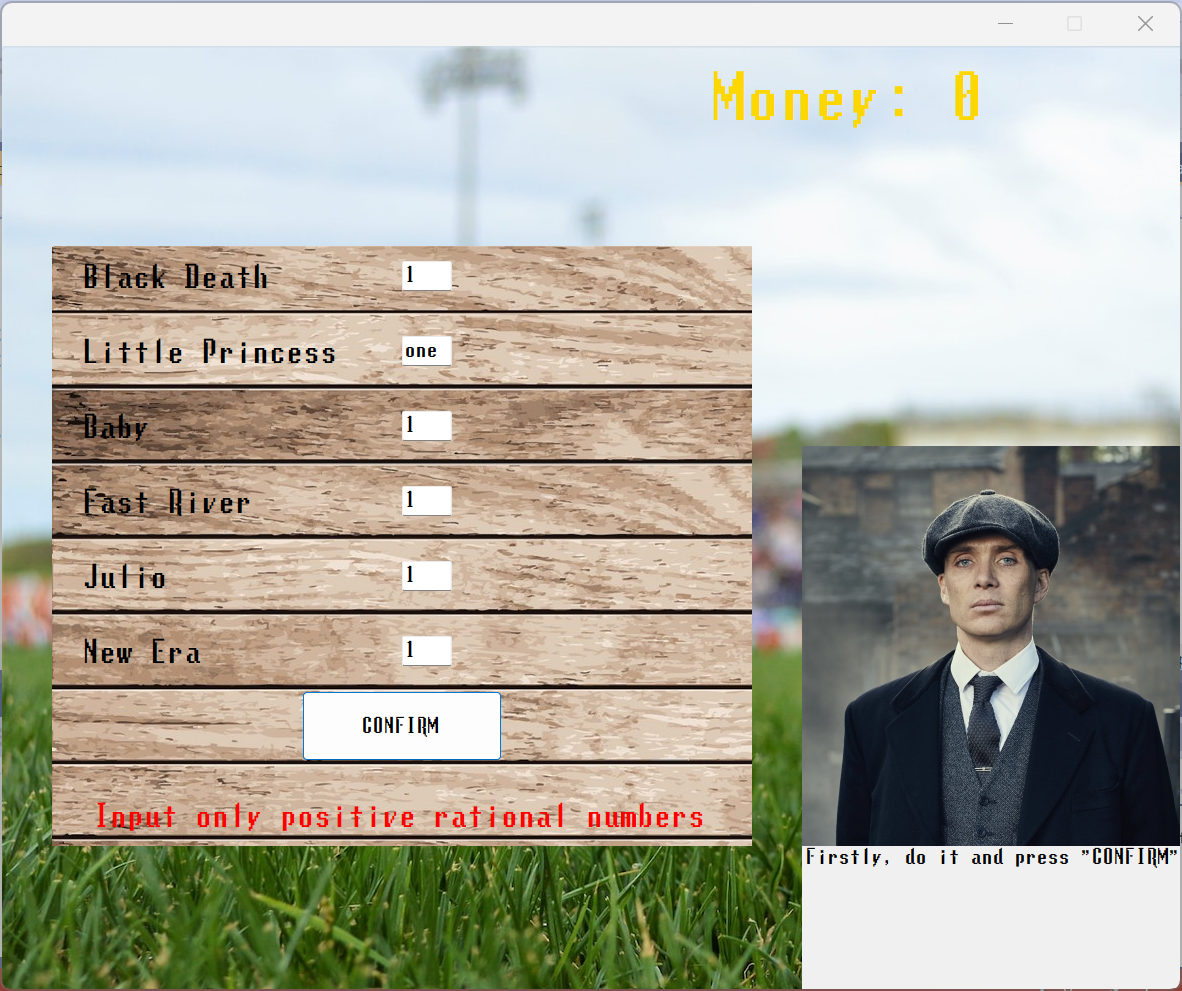 Money: 0
Black Death 1
Little Princess one
Baby 1
Fast River 1
Julio 1
New Era 1
CONFIRM
Input only positive rational numbers
Firstly, do it and press "CONFIRM"